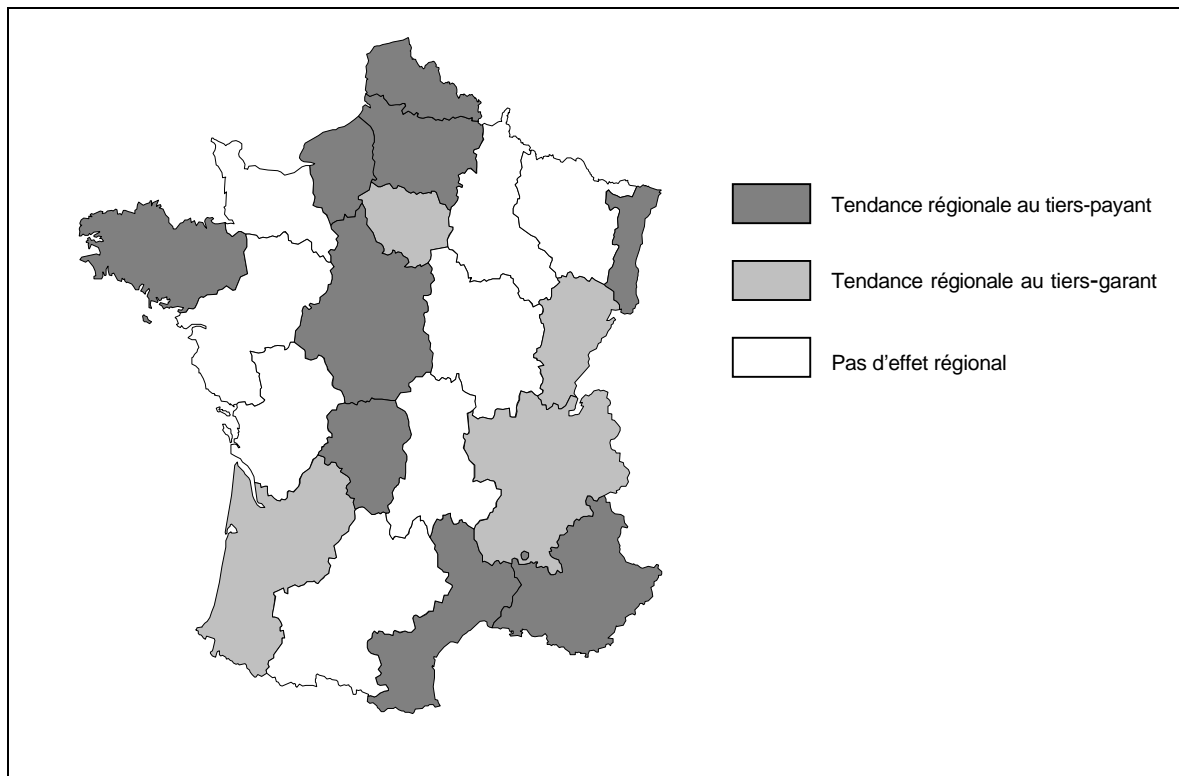 Tendance régionale au tiers-payant
Tendance régionale au tiers-garant
Pas d'effet régional